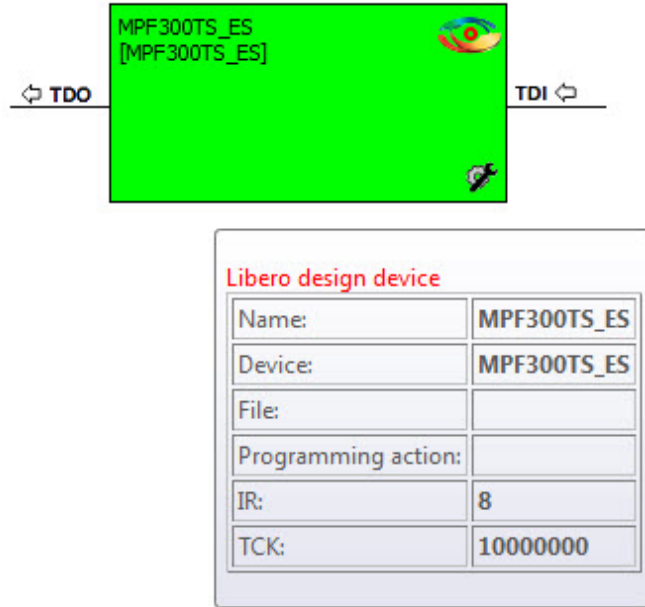 MPF300TS_ES
[MPF300TS_ES]
TDO
TDI
Libero design device
Name: MPF300TS_ES
Device: MPF300TS_ES
File:
Programming action:
IR: 8
TCK: 10000000